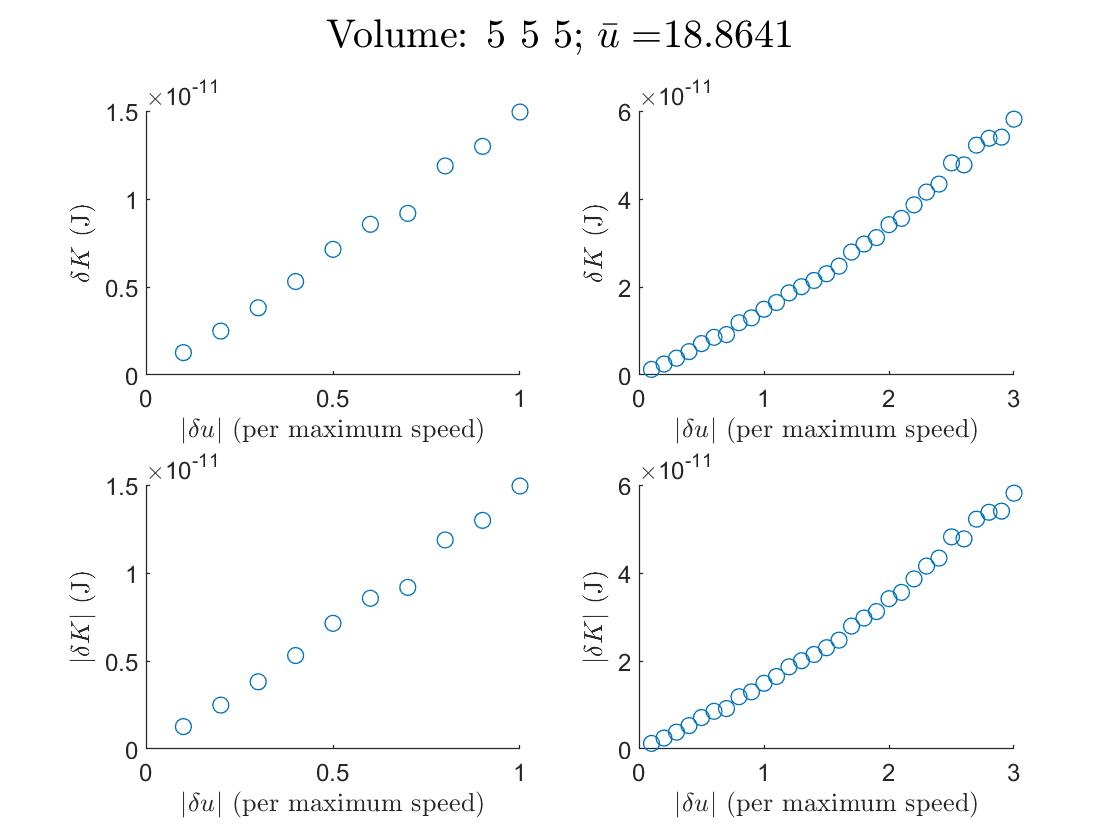 Volume: 5 5 5; ū =18.8641
×10⁻¹¹
1.5
1
0.5
0
δK (J)
0 0.5 1
|δu| (per maximum speed)
×10⁻¹¹
6
4
2
0
δK (J)
0 1 2 3
|δu| (per maximum speed)
×10⁻¹¹
1.5
1
0.5
0
|δK| (J)
0 0.5 1
|δu| (per maximum speed)
×10⁻¹¹
6
4
2
0
|δK| (J)
0 1 2 3
|δu| (per maximum speed)